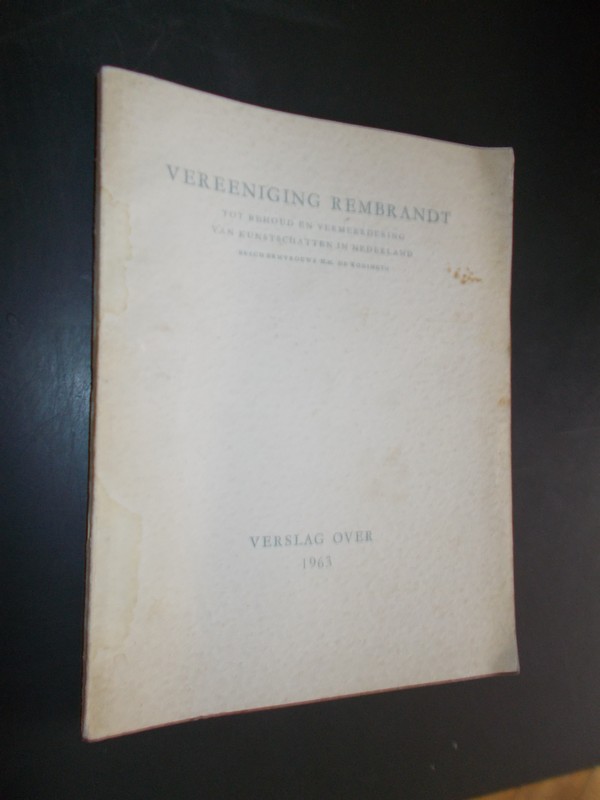 VEREENIGING REMBRANDT
TOT BEHOUD EN VERMEERDERING
VAN KUNSTSCHATTEN IN NEDERLAND
VERSLAG OVER
1963